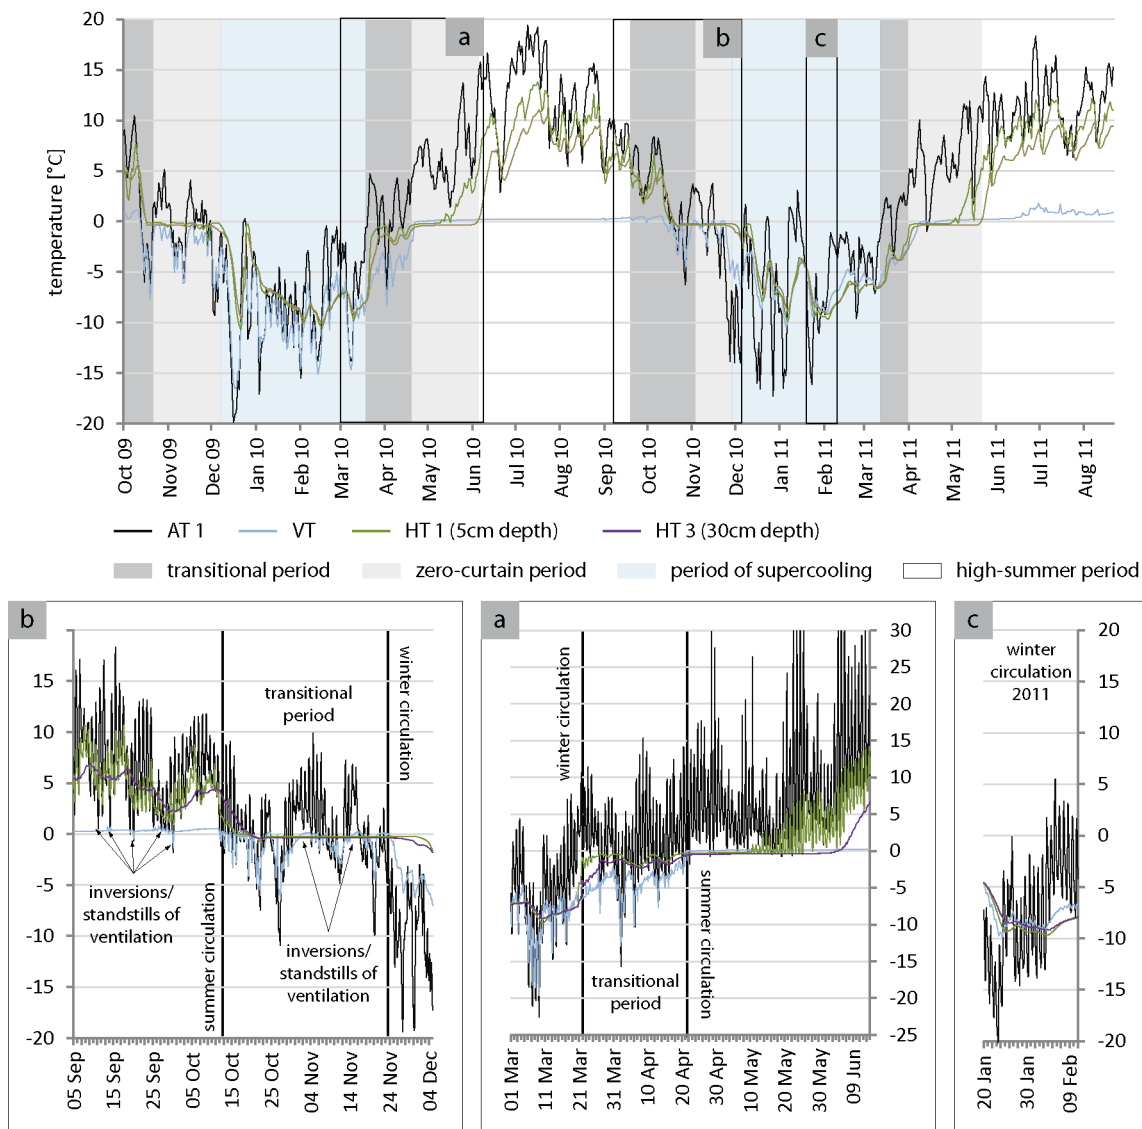 20
15
10
5
0
-5
-10
-15
-20
temperature [°C]
a
b
c
Oct 09
Nov 09
Dec 09
Jan 10
Feb 10
Mar 10
Apr 10
May 10
Jun 10
Jul 10
Aug 10
Sep 10
Oct 10
Nov 10
Dec 10
Jan 11
Feb 11
Mar 11
Apr 11
May 11
Jun 11
Jul 11
Aug 11
AT 1
VT
HT 1 (5cm depth)
HT 3 (30cm depth)
transitional period
zero-curtain period
period of supercooling
high-summer period
b
15
10
5
0
-5
-10
-15
-20
inversions/
standstills of
ventilation
summer circulation
transitional
period
inversions/
standstills of
ventilation
winter circulation
05 Sep
15 Sep
25 Sep
05 Oct
15 Oct
25 Oct
04 Nov
14 Nov
24 Nov
04 Dec
a
winter circulation
transitional
period
summer circulation
30
25
20
15
10
5
0
-5
-10
-15
-20
-25
01 Mar
11 Mar
21 Mar
31 Mar
10 Apr
20 Apr
30 Apr
10 May
20 May
30 May
09 Jun
c
winter
circulation
2011
20
15
10
5
0
-5
-10
-15
-20
20 Jan
30 Jan
09 Feb